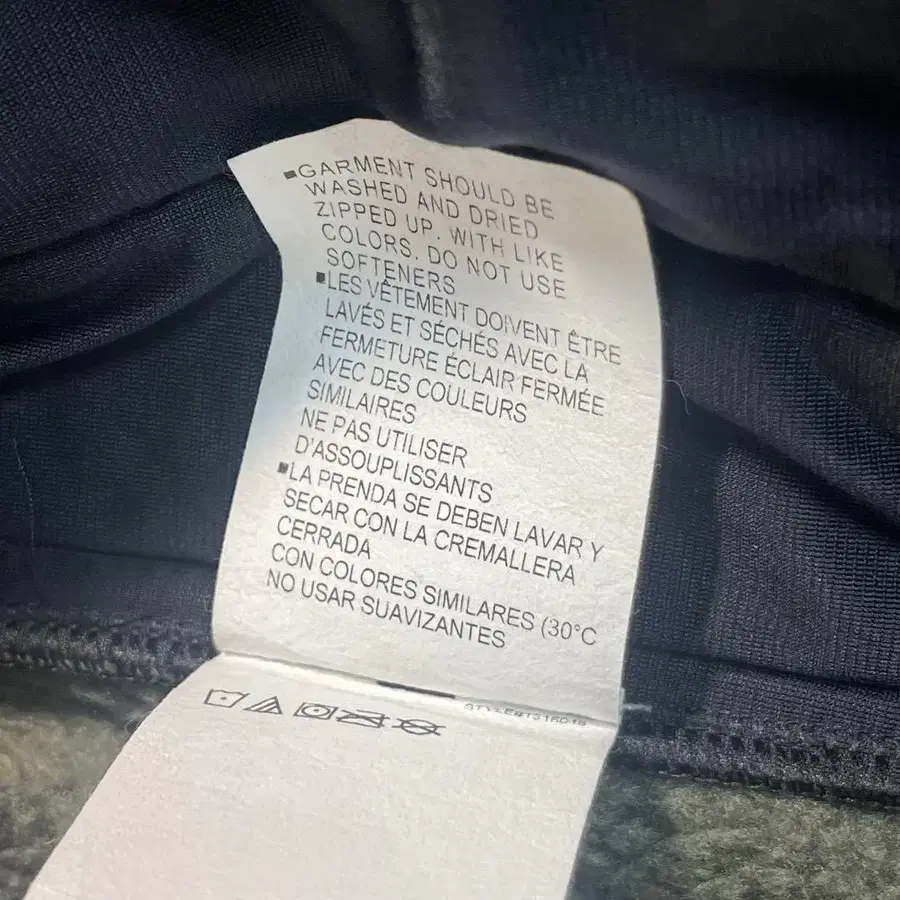 ■GARMENT SHOULD BE
WASHED AND DRIED
ZIPPED UP. WITH LIKE
COLORS. DO NOT USE
SOFTENERS
■LES VÊTEMENT DOIVENT ÊTRE
LAVÉS ET SÉCHÉS AVEC LA
FERMETURE ÉCLAIR FERMÉE
AVEC DES COULEURS
SIMILAIRES
NE PAS UTILISER
D'ASSOUPLISSANTS
■LA PRENDA SE DEBEN LAVAR Y
SECAR CON LA CREMALLERA
CERRADA
CON COLORES SIMILARES (30°C
NO USAR SUAVIZANTES